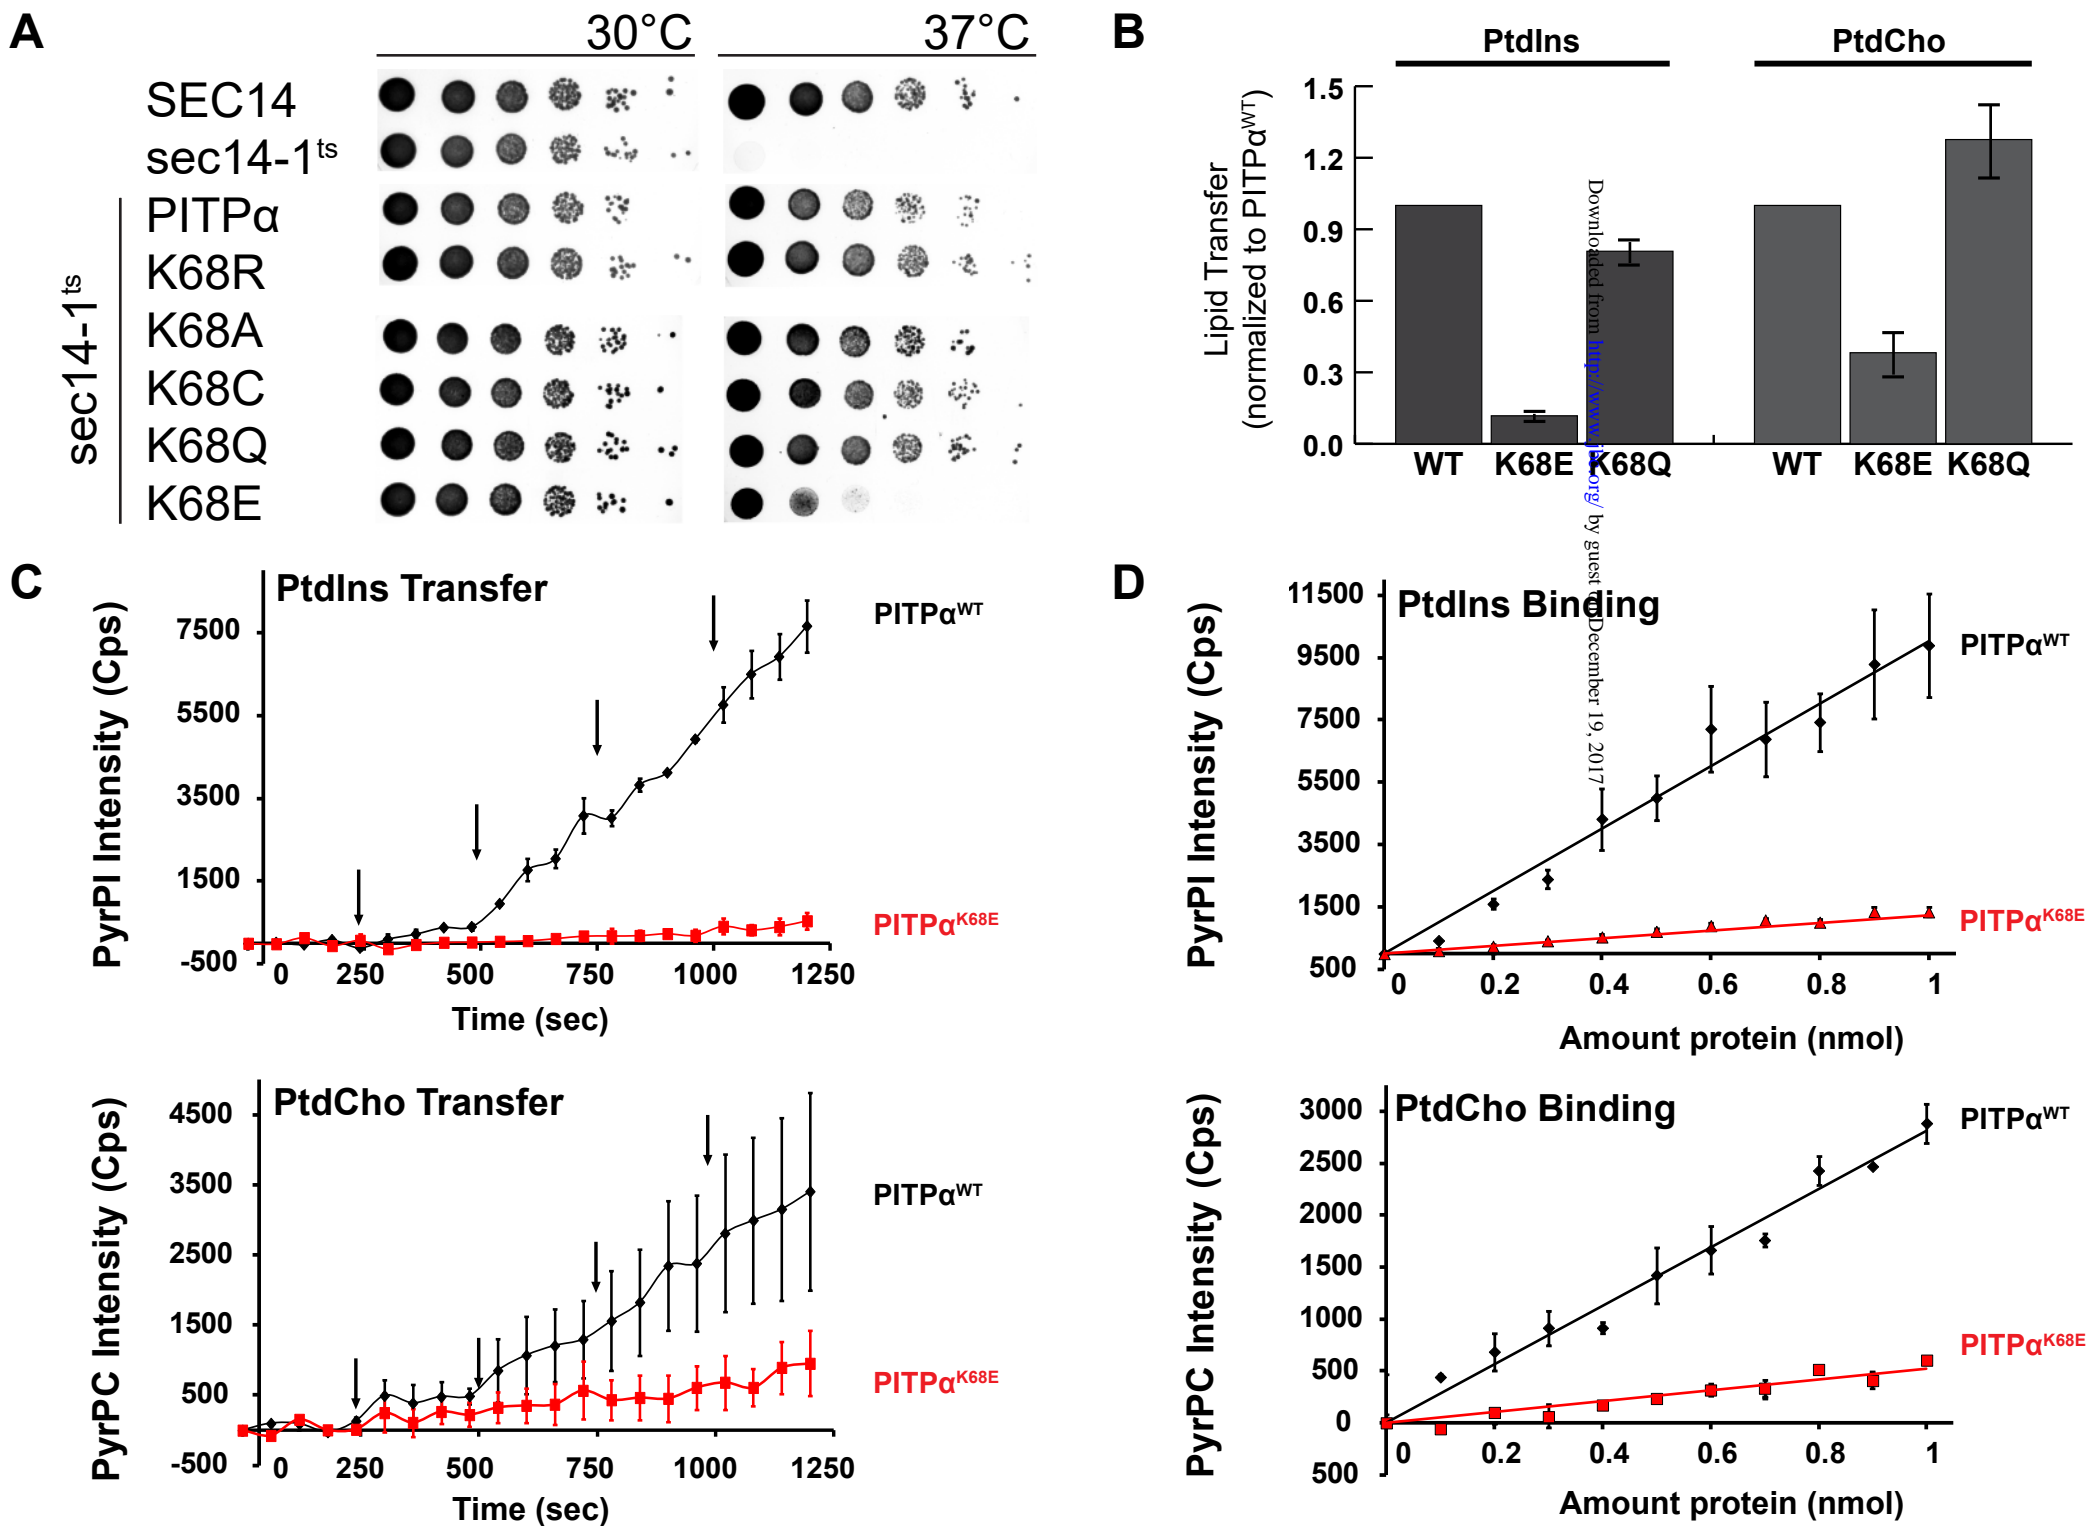 A
30°C
37°C
SEC14
sec14-1ts
PITPα
K68R
K68A
K68C
K68Q
K68E
sec14-1ts
B
PtdIns
PtdCho
Lipid Transfer
(normalized to PITPαWT)
1.5
1.2
0.9
0.6
0.3
0.0
WT
K68E
K68Q
WT
K68E
K68Q
Downloaded from http://www.jbc.org/ by guest on December 19, 2017
C
PtdIns Transfer
PyrPI Intensity (Cps)
7500
5500
3500
1500
-500
PITPαWT
PITPαK68E
0
250
500
750
1000
1250
Time (sec)
PtdCho Transfer
PyrPC Intensity (Cps)
4500
3500
2500
1500
500
-500
PITPαWT
PITPαK68E
0
250
500
750
1000
1250
Time (sec)
D
PtdIns Binding
PyrPI Intensity (Cps)
11500
9500
7500
5500
3500
1500
500
PITPαWT
PITPαK68E
0
0.2
0.4
0.6
0.8
1
Amount protein (nmol)
PtdCho Binding
PyrPC Intensity (Cps)
3000
2500
2000
1500
1000
500
0
500
PITPαWT
PITPαK68E
0
0.2
0.4
0.6
0.8
1
Amount protein (nmol)